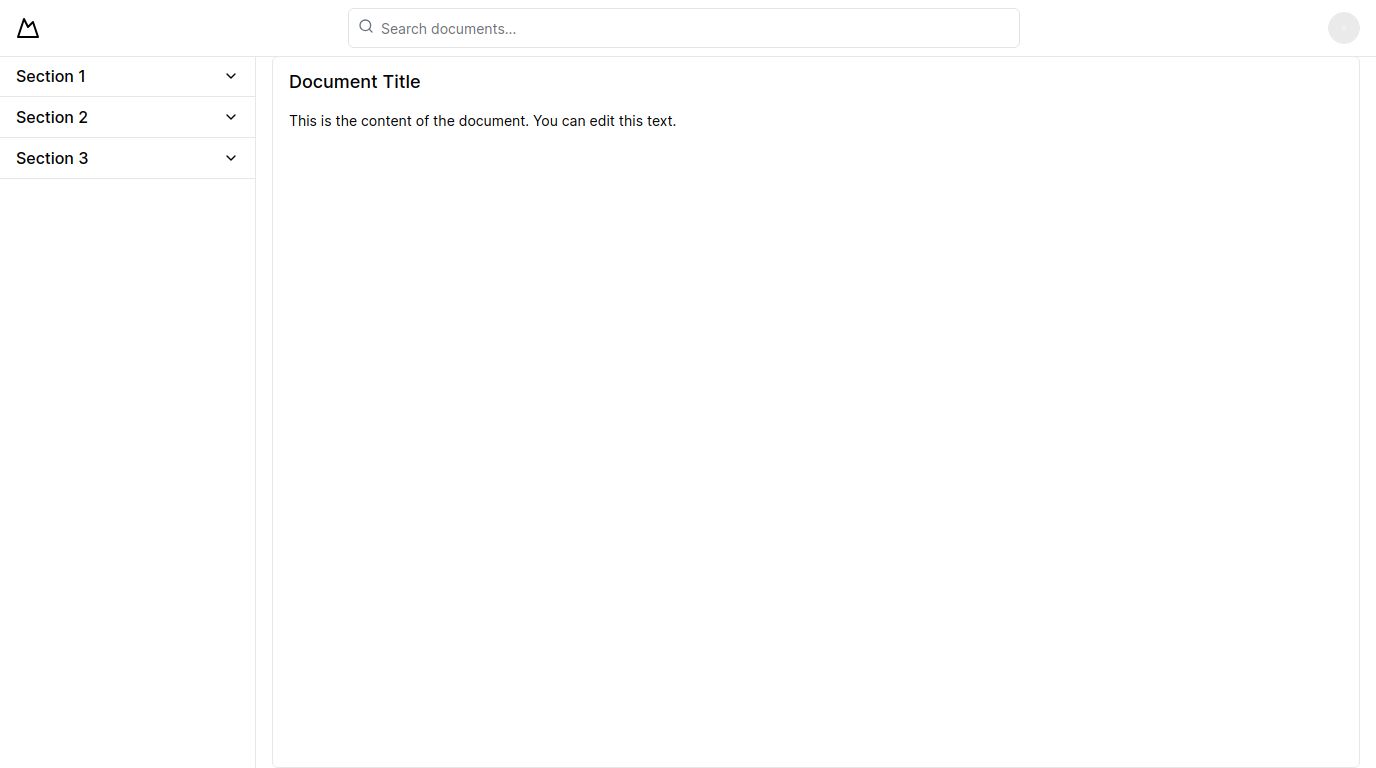 Search documents...
Section 1
Section 2
Section 3
Document Title
This is the content of the document. You can edit this text.